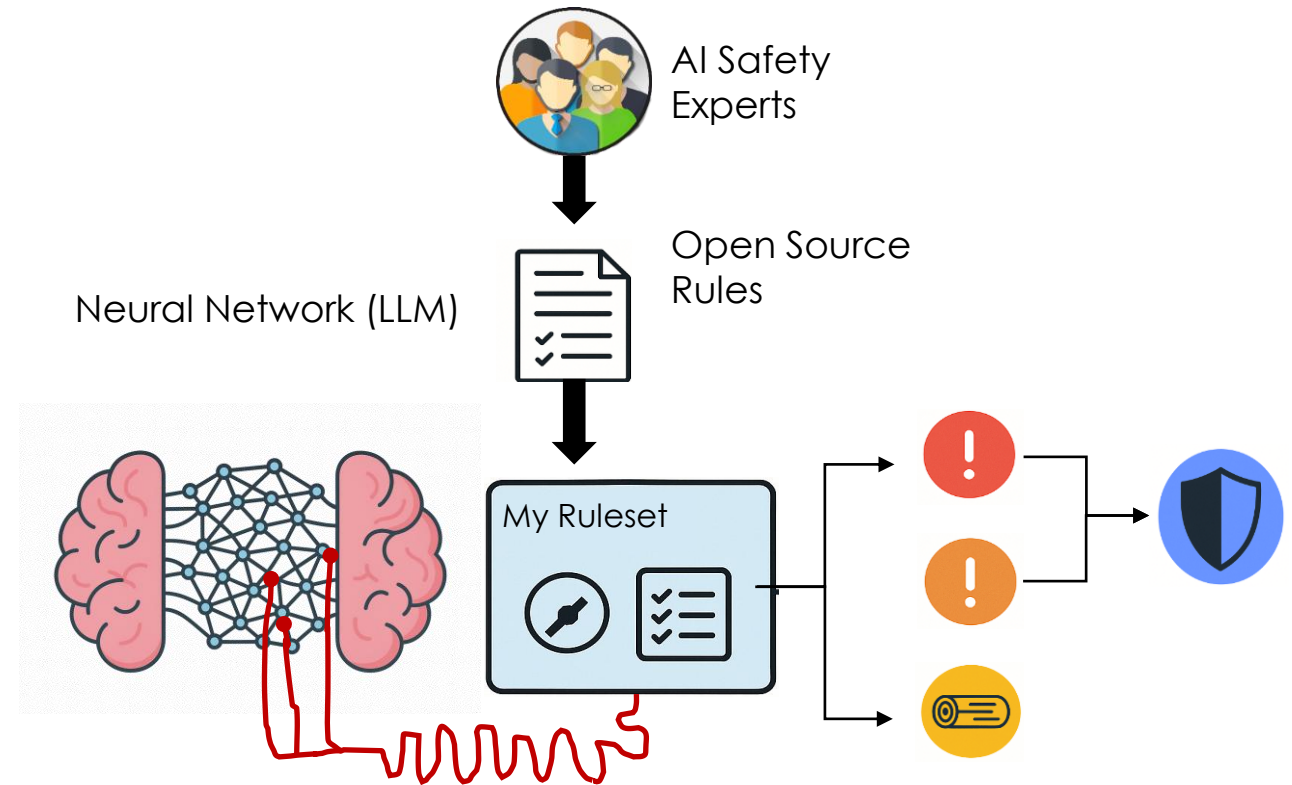 AI Safety
Experts
Open Source
Rules
Neural Network (LLM)
My Ruleset